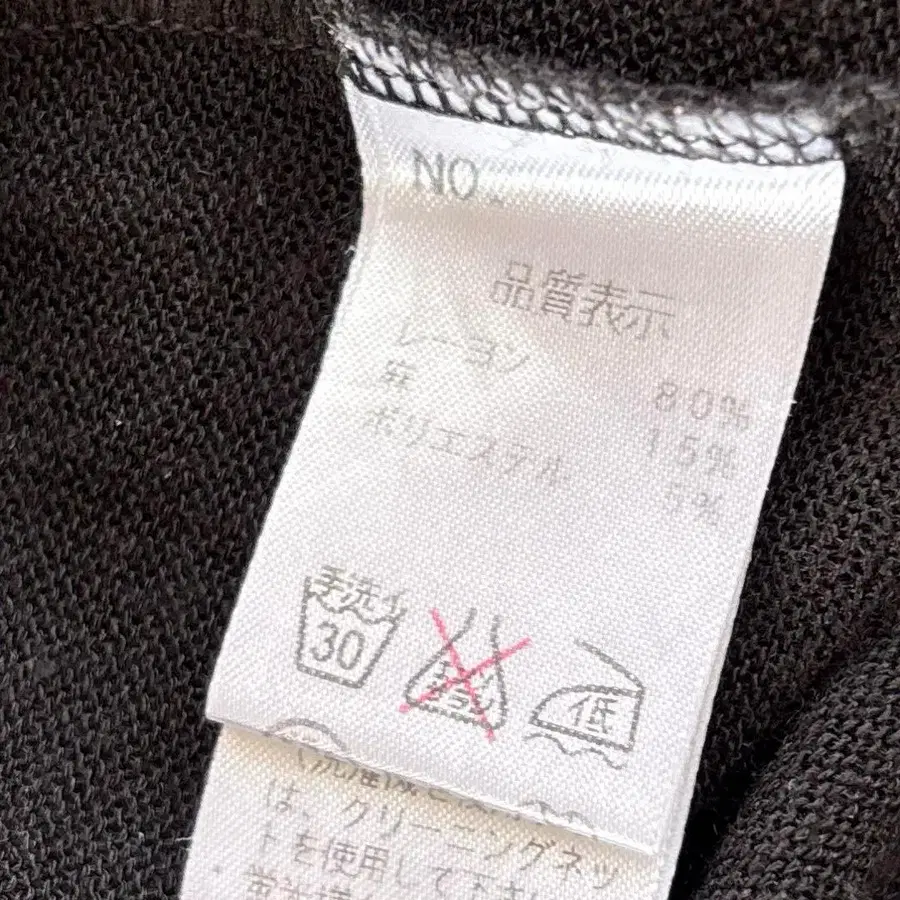 NO.
品質表示
レーヨン 80%
麻 15%
ポリエステル 5%
手洗イ
30
低
は、クリーニングネッ
トを使用して下さい